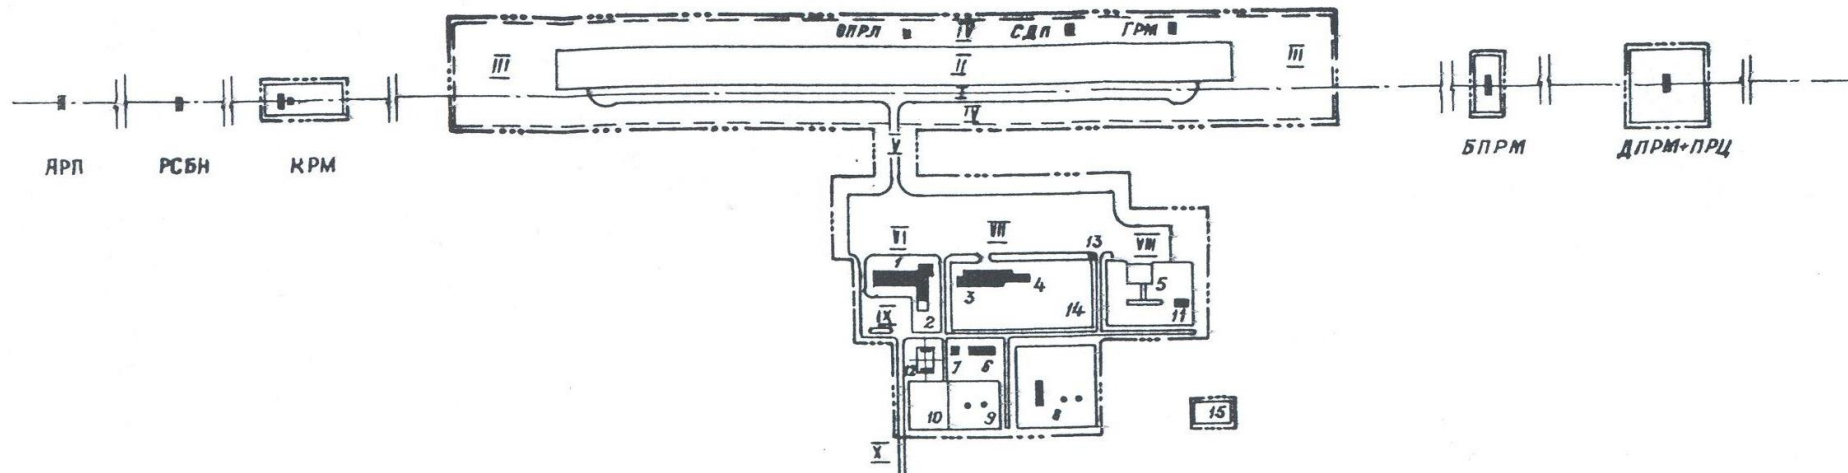 ОПРЛ IV СДП ГРМ
III II III
I
IV
ЯРП РСБН КРМ V БПРМ ДПРМ+ПРЦ
VI VII 13 VIII
1
3 4 5
IX 2 14 11
12 7 6
10 9 8 15
X